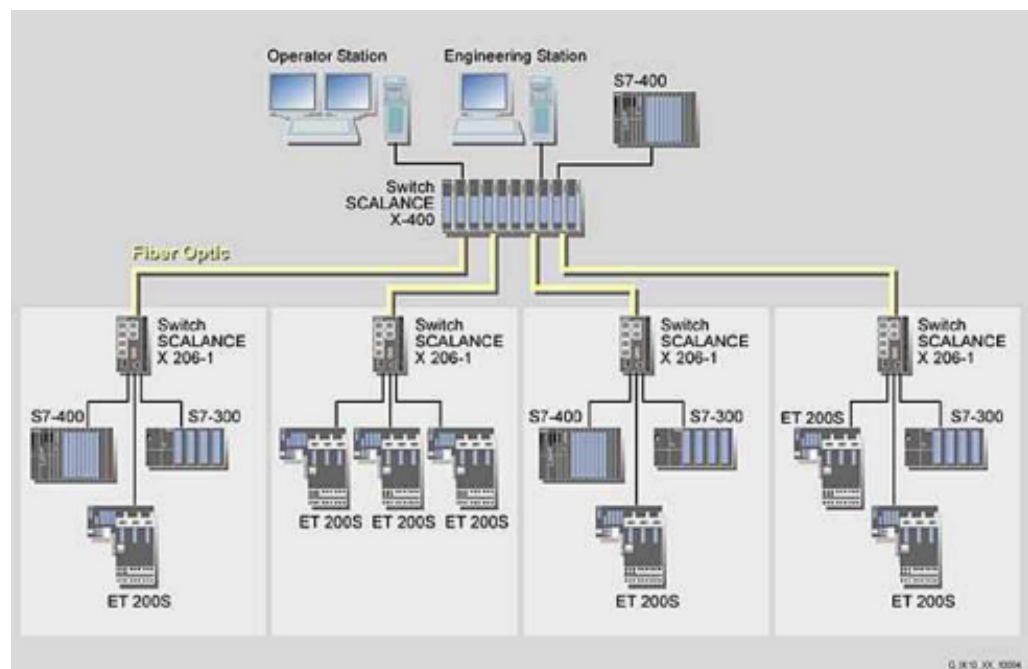 Operator Station
Engineering Station
S7-400
Switch
SCALANCE
X-400
Fiber Optic
Switch
SCALANCE
X 206-1
S7-400
S7-300
ET 200S
Switch
SCALANCE
X 206-1
ET 200S
ET 200S
ET 200S
Switch
SCALANCE
X 206-1
S7-400
S7-300
ET 200S
Switch
SCALANCE
X 206-1
ET 200S
S7-300
ET 200S